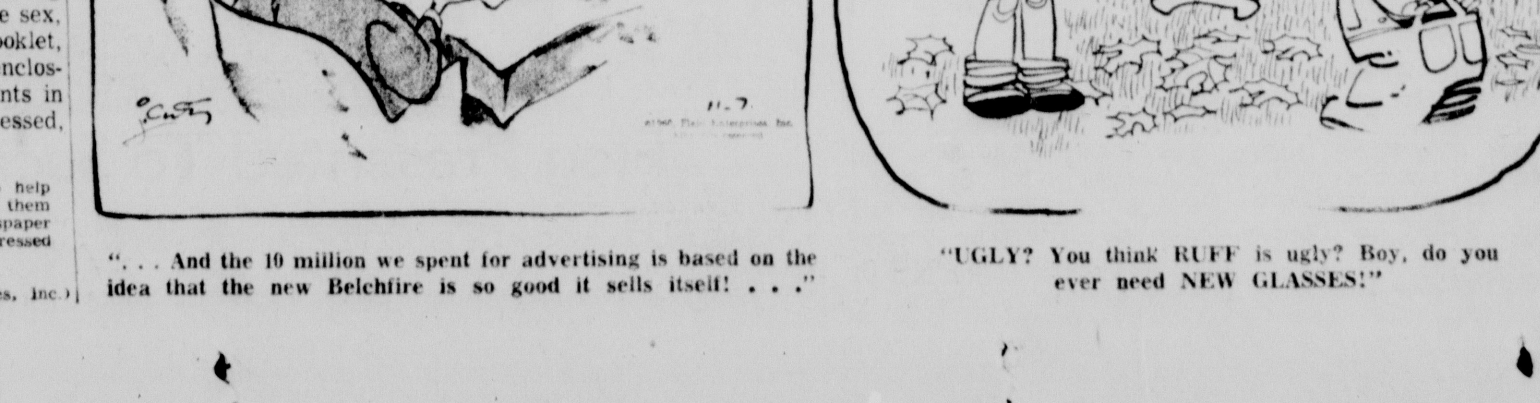 e sex,
ooklet,
nclos-
nts in
essed,
help
them
spaper
ressed
s, Inc.)
11-7
Enterprises, Inc.
". . . And the 10 million we spent for advertising is based on the
idea that the new Belchfire is so good it sells itself! . . ."
"UGLY? You think RUFF is ugly? Boy, do you
ever need NEW GLASSES!"